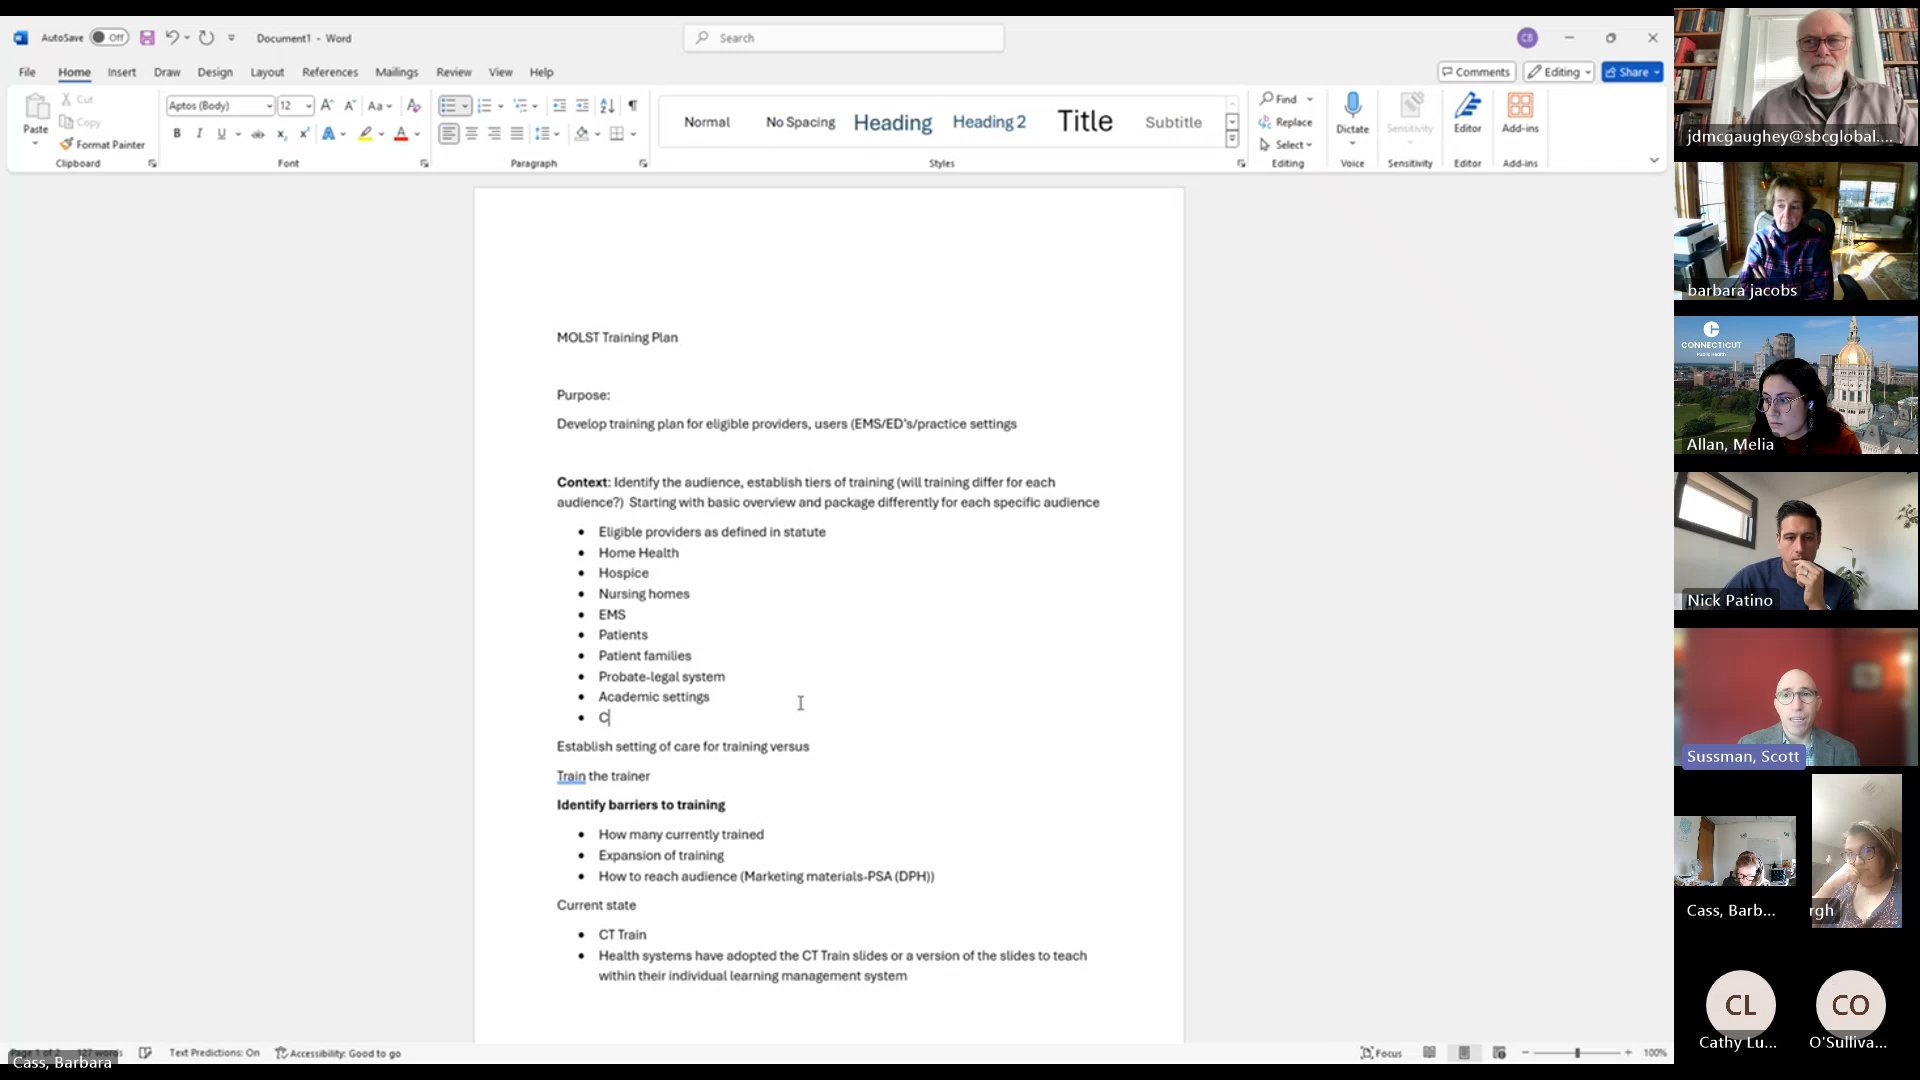 AutoSave Off Document1 - Word Search CB
File Home Insert Draw Design Layout References Mailings Review View Help Comments Editing Share
Paste Cut Copy Format Painter Clipboard
Aptos (Body) 12 Font
Paragraph
Normal No Spacing Heading Heading 2 Title Subtitle Styles
Find Replace Select Editing
Dictate Voice
Sensitivity Sensitivity
Editor Editor
Add-ins Add-ins
MOLST Training Plan
Purpose:
Develop training plan for eligible providers, users (EMS/ED's/practice settings
Context: Identify the audience, establish tiers of training (will training differ for each
audience?) Starting with basic overview and package differently for each specific audience
• Eligible providers as defined in statute
• Home Health
• Hospice
• Nursing homes
• EMS
• Patients
• Patient families
• Probate-legal system
• Academic settings
• C
Establish setting of care for training versus
Train the trainer
Identify barriers to training
• How many currently trained
• Expansion of training
• How to reach audience (Marketing materials-PSA (DPH))
Current state
• CT Train
• Health systems have adopted the CT Train slides or a version of the slides to teach
within their individual learning management system
Page 1 of 2 127 words Text Predictions: On Accessibility: Good to go Focus 100%
Cass, Barbara
jdmcgaughey@sbcglobal....
barbara jacobs
CONNECTICUT
Public Health
Allan, Melia
Nick Patino
Sussman, Scott
Cass, Barb...
rgh
CL
Cathy Lu...
CO
O'Sulliva...